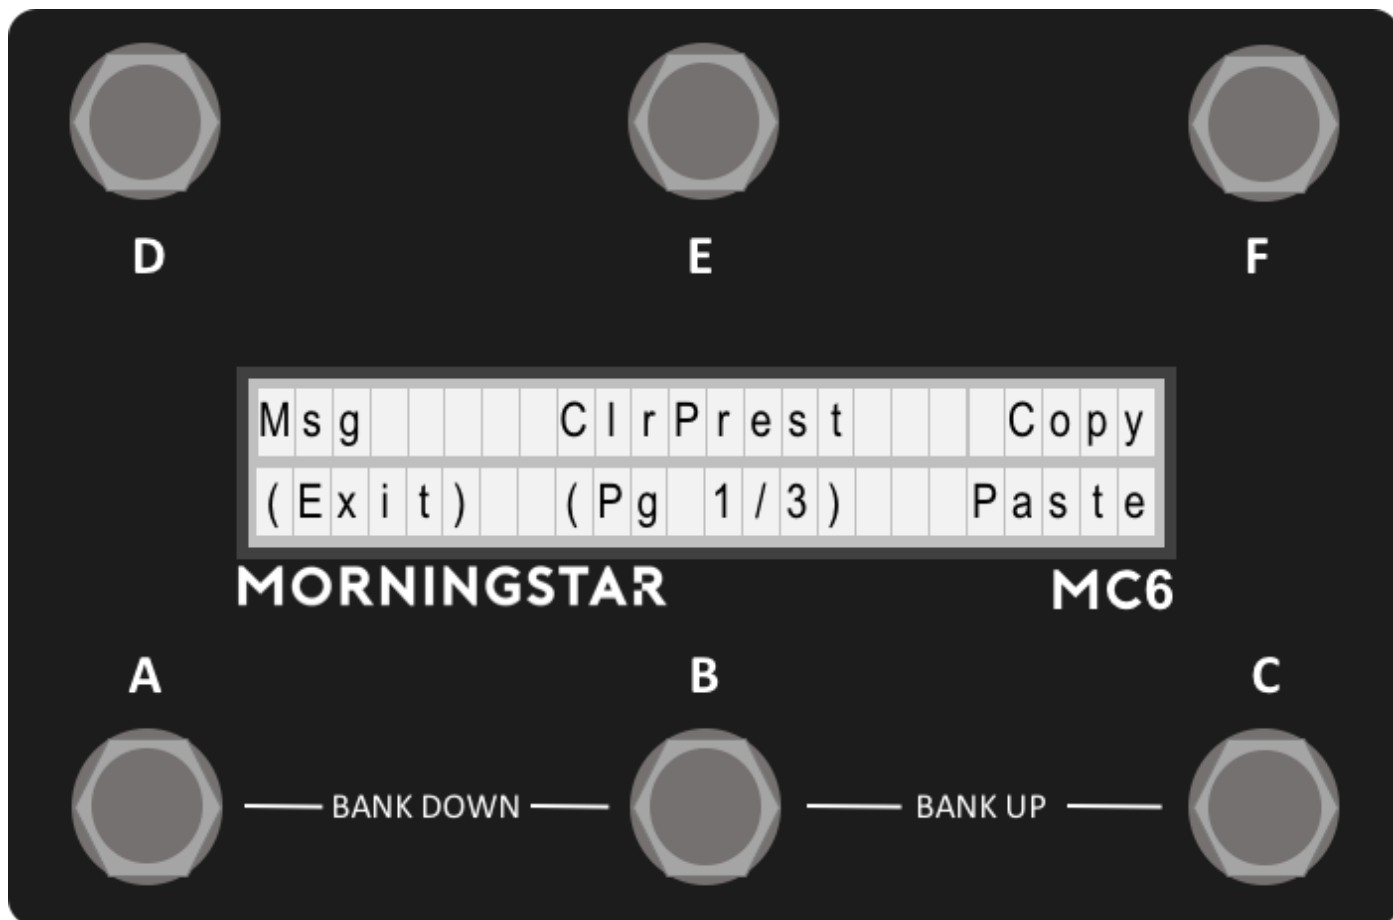 D E F
Msg ClrPrest Copy
(Exit) (Pg 1/3) Paste
MORNINGSTAR MC6
A B C
BANK DOWN BANK UP